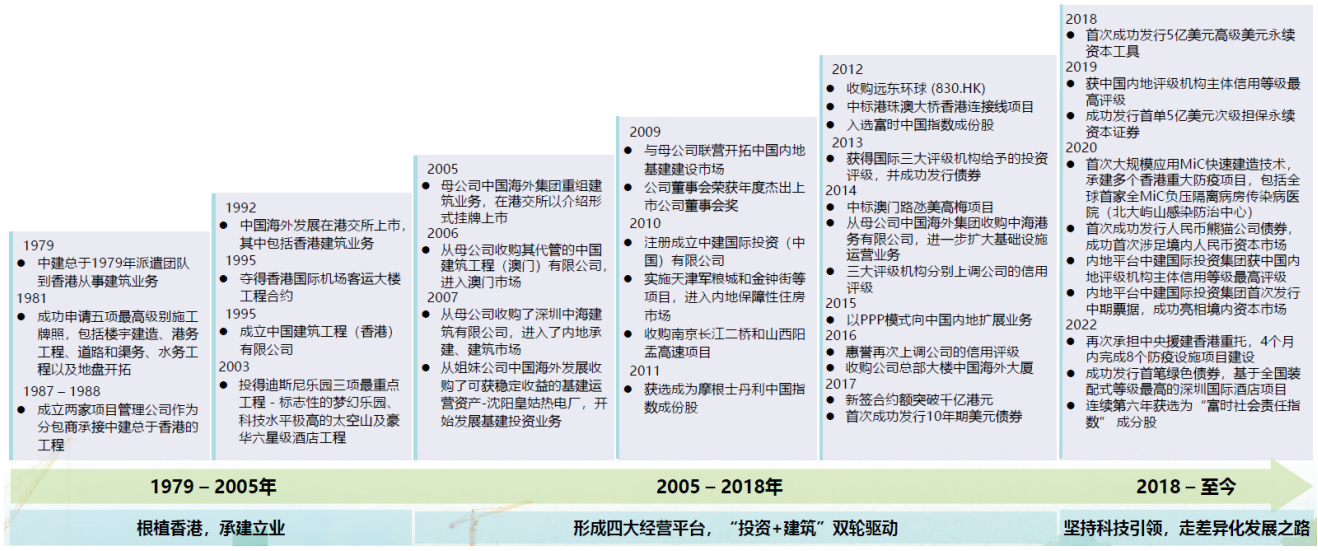 1979
● 中建总于1979年派遣团队
到香港从事建筑业务
1981
● 成功申请五项最高级别施工
牌照，包括楼宇建造、港务
工程、道路和渠务、水务工
程以及地盘开拓
1987 – 1988
● 成立两家项目管理公司作为
分包商承接中建总于香港的
工程
1992
● 中国海外发展在港交所上市，
其中包括香港建筑业务
1995
● 夺得香港国际机场客运大楼
工程合约
1995
● 成立中国建筑工程（香港）
有限公司
2003
● 投得迪斯尼乐园三项最重点
工程 - 标志性的梦幻乐园、
科技水平极高的太空山及豪
华六星级酒店工程
2005
● 母公司中国海外集团重组建
筑业务，在港交所以介绍形
式挂牌上市
2006
● 从母公司收购其代管的中国
建筑工程（澳门）有限公司，
进入澳门市场
2007
● 从母公司收购了深圳中海建
筑有限公司，进入了内地承
建、建筑市场
● 从姐妹公司中国海外发展收
购了可获稳定收益的基建运
营资产-沈阳皇姑热电厂，开
始发展基建投资业务
2009
● 与母公司联营开拓中国内地
基建建设市场
● 公司董事会荣获年度杰出上
市公司董事会奖
2010
● 注册成立中建国际投资（中
国）有限公司
● 实施天津军粮城和金钟街等
项目，进入内地保障性住房
市场
● 收购南京长江二桥和山西阳
盂高速项目
2011
● 获选成为摩根士丹利中国指
数成份股
2012
● 收购远东环球 (830.HK)
● 中标港珠澳大桥香港连接线项目
● 入选富时中国指数成份股
2013
● 获得国际三大评级机构给予的投资
评级，并成功发行债券
2014
● 中标澳门路氹美高梅项目
● 从母公司中国海外集团收购中海港
务有限公司，进一步扩大基础设施
运营业务
● 三大评级机构分别上调公司的信用
评级
2015
● 以PPP模式向中国内地扩展业务
2016
● 惠誉再次上调公司的信用评级
● 收购公司总部大楼中国海外大厦
2017
● 新签合约额突破千亿港元
● 首次成功发行10年期美元债券
2018
● 首次成功发行5亿美元高级美元永续
资本工具
2019
● 获中国内地评级机构主体信用等级最
高评级
● 成功发行首单5亿美元次级担保永续
资本证券
2020
● 首次大规模应用MiC快速建造技术，
承建多个香港重大防疫项目，包括全
球首家全MiC负压隔离病房传染病医
院（北大屿山感染防治中心）
● 首次成功发行人民币熊猫公司债券，
成功首次涉足境内人民币资本市场
● 内地平台中建国际投资集团获中国内
地评级机构主体信用等级最高评级
● 内地平台中建国际投资集团首次发行
中期票据，成功亮相境内资本市场
2022
● 再次承担中央援建香港重托，4个月
内完成8个防疫设施项目建设
● 成功发行首笔绿色债券，基于全国装
配式等级最高的深圳国际酒店项目
● 连续第六年获选为“富时社会责任指
数” 成分股
1979 – 2005年
2005 – 2018年
2018 – 至今
根植香港，承建立业
形成四大经营平台，“投资+建筑”双轮驱动
坚持科技引领，走差异化发展之路